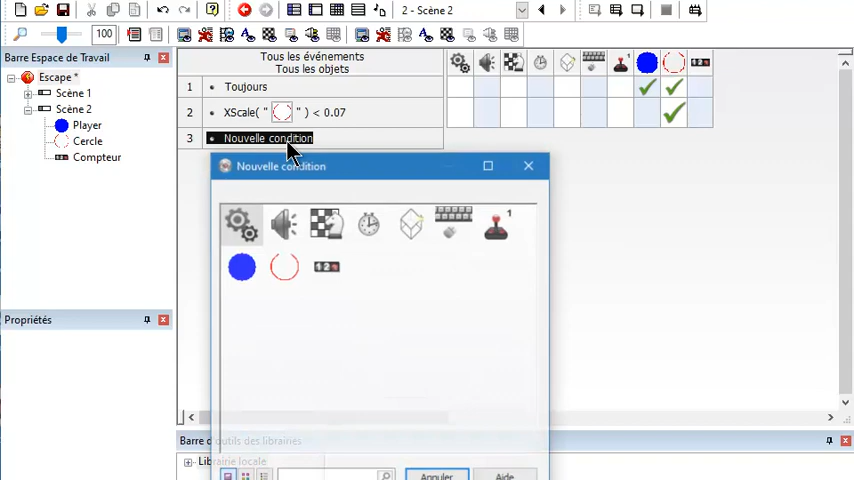 100
2 - Scène 2
Barre Espace de Travail
Escape *
Scène 1
Scène 2
Player
Cercle
Compteur
Propriétés
Tous les événements
Tous les objets
1 • Toujours
2 • XScale( " " ) < 0.07
3 • Nouvelle condition
Nouvelle condition
1
Annuler
Aide
Barre d'outils des librairies
Librairie locale